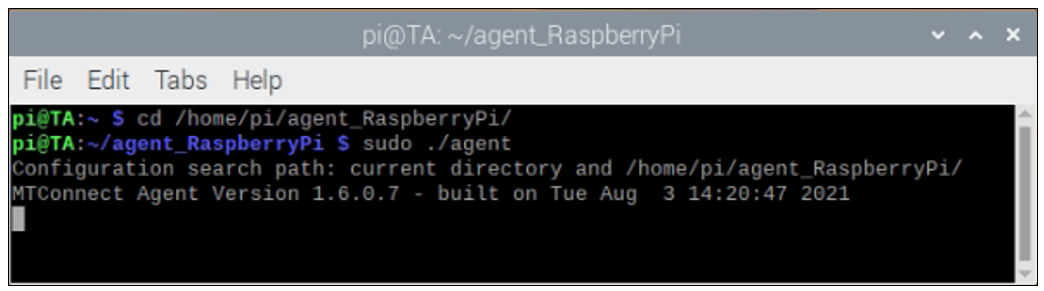 pi@TA: ~/agent_RaspberryPi
File Edit Tabs Help
pi@TA:~ $ cd /home/pi/agent_RaspberryPi/
pi@TA:~/agent_RaspberryPi $ sudo ./agent
Configuration search path: current directory and /home/pi/agent_RaspberryPi/
MTConnect Agent Version 1.6.0.7 - built on Tue Aug  3 14:20:47 2021